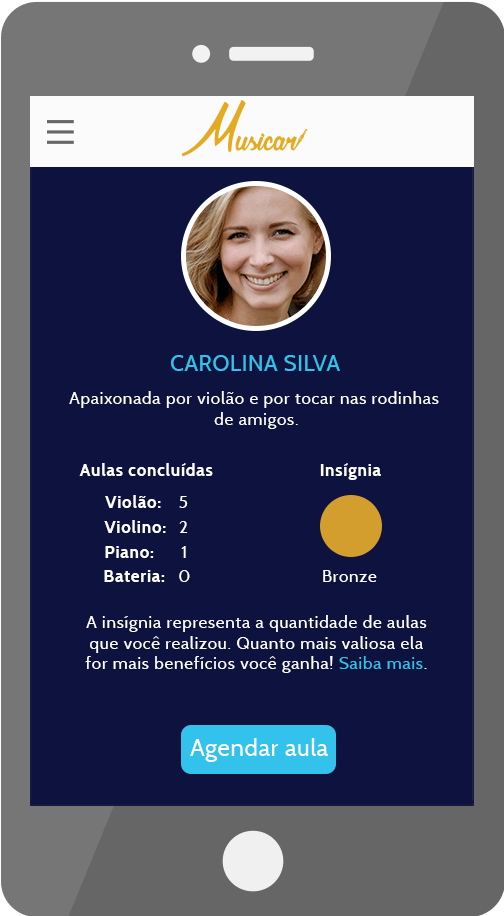 Musicar
CAROLINA SILVA
Apaixonada por violão e por tocar nas rodinhas
de amigos.
Aulas concluídas
Insígnia
Violão: 5
Violino: 2
Piano: 1
Bateria: 0
Bronze
A insígnia representa a quantidade de aulas
que você realizou. Quanto mais valiosa ela
for mais benefícios você ganha! Saiba mais.
Agendar aula